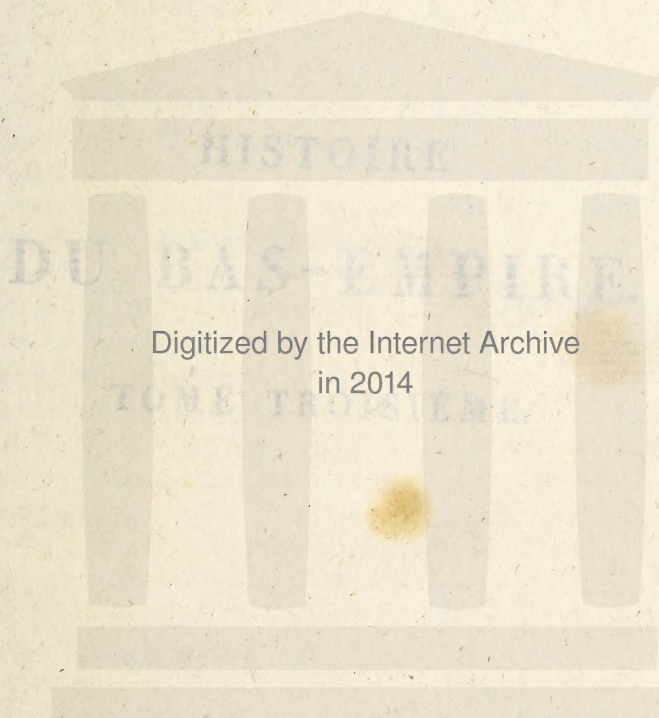 HISTOIRE
DU BAS-EMPIRE.
Digitized by the Internet Archive
in 2014
TOME TROISIEME.